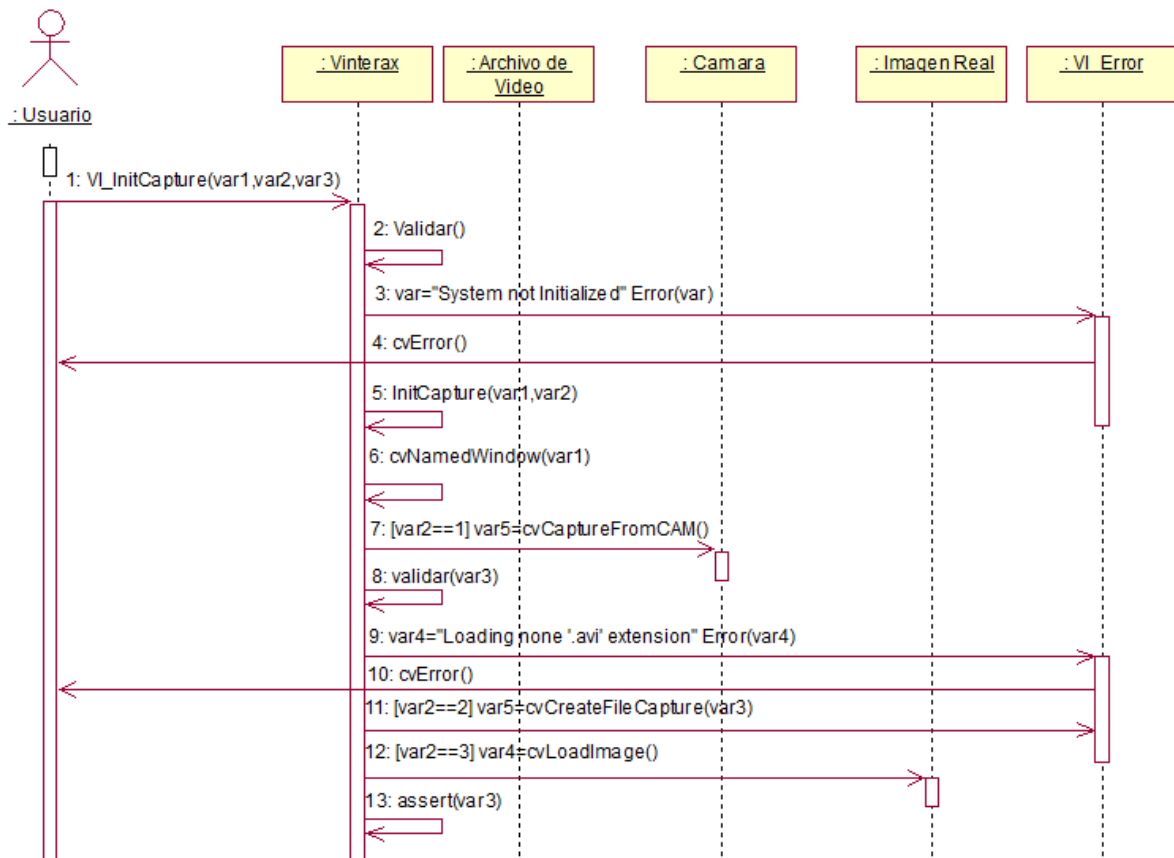 : Usuario
: Vinterax
: Archivo de
Video
: Camara
: Imagen Real
: VI_Error
1: VI_InitCapture(var1,var2,var3)
2: Validar()
3: var="System not Initialized" Error(var)
4: cvError()
5: InitCapture(var1,var2)
6: cvNamedWindow(var1)
7: [var2==1] var5=cvCaptureFromCAM()
8: validar(var3)
9: var4="Loading none '.avi' extension" Error(var4)
10: cvError()
11: [var2==2] var5=cvCreateFileCapture(var3)
12: [var2==3] var4=cvLoadImage()
13: assert(var3)